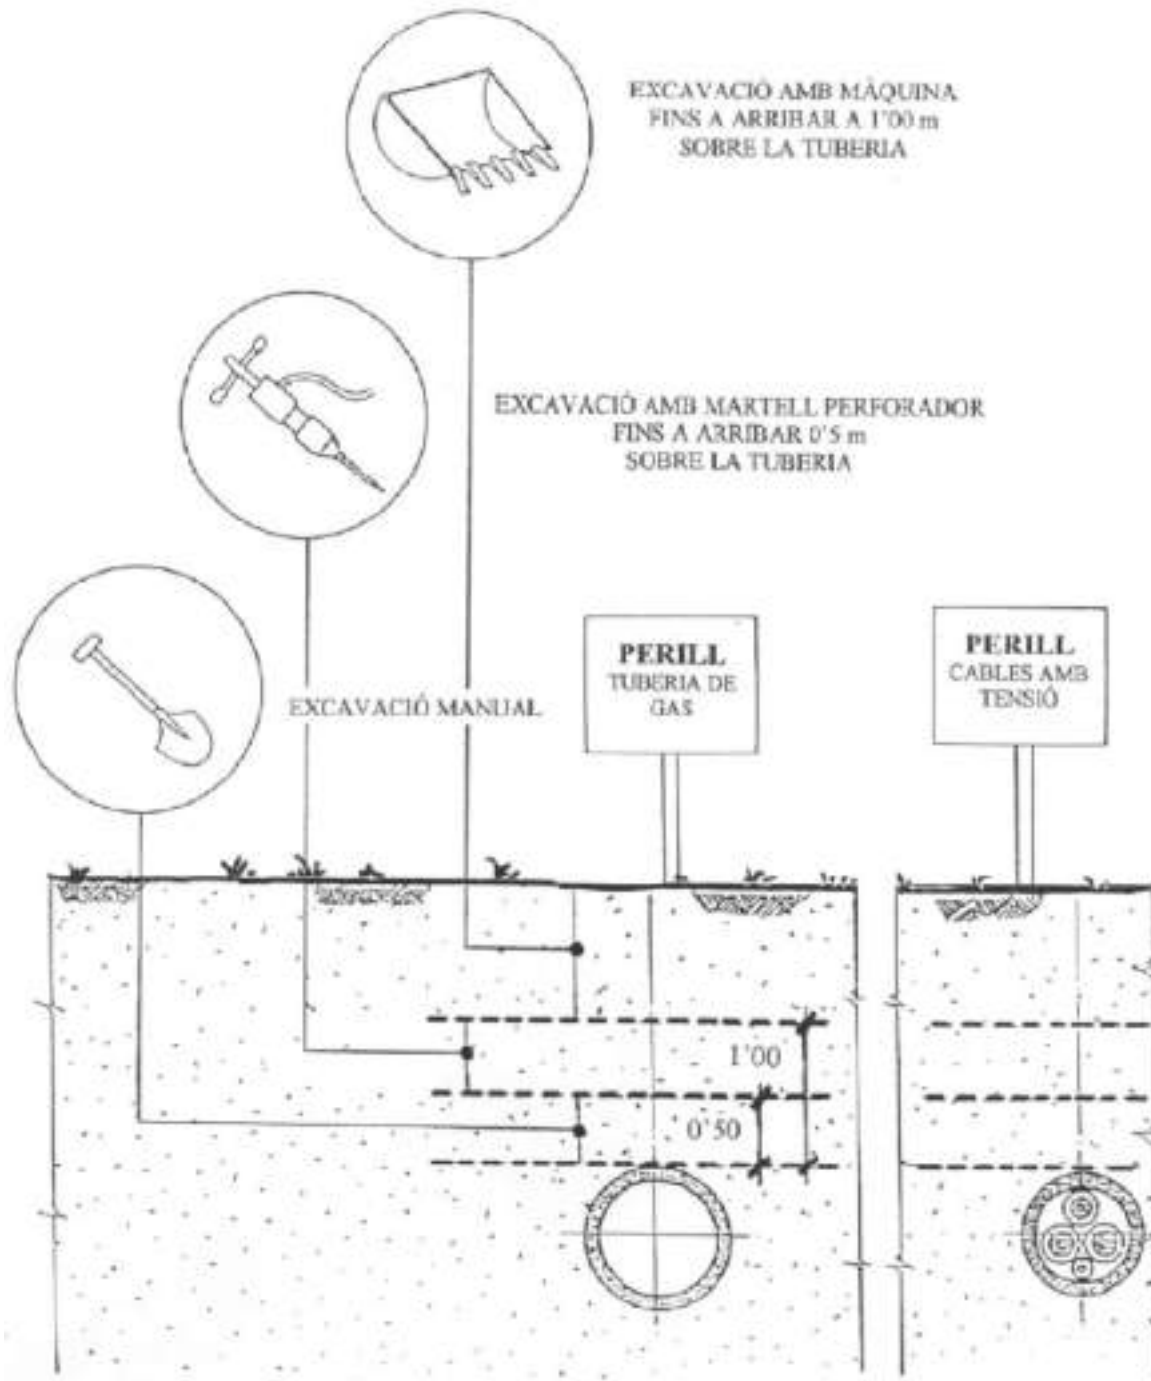 EXCAVACIÓ AMB MÀQUINA
FINS A ARRIBAR A 1'00 m
SOBRE LA TUBERIA
EXCAVACIÓ AMB MARTELL PERFORADOR
FINS A ARRIBAR 0'5 m
SOBRE LA TUBERIA
EXCAVACIÓ MANUAL
PERILL
TUBERIA DE
GAS
PERILL
CABLES AMB
TENSIÓ
1'00
0'50